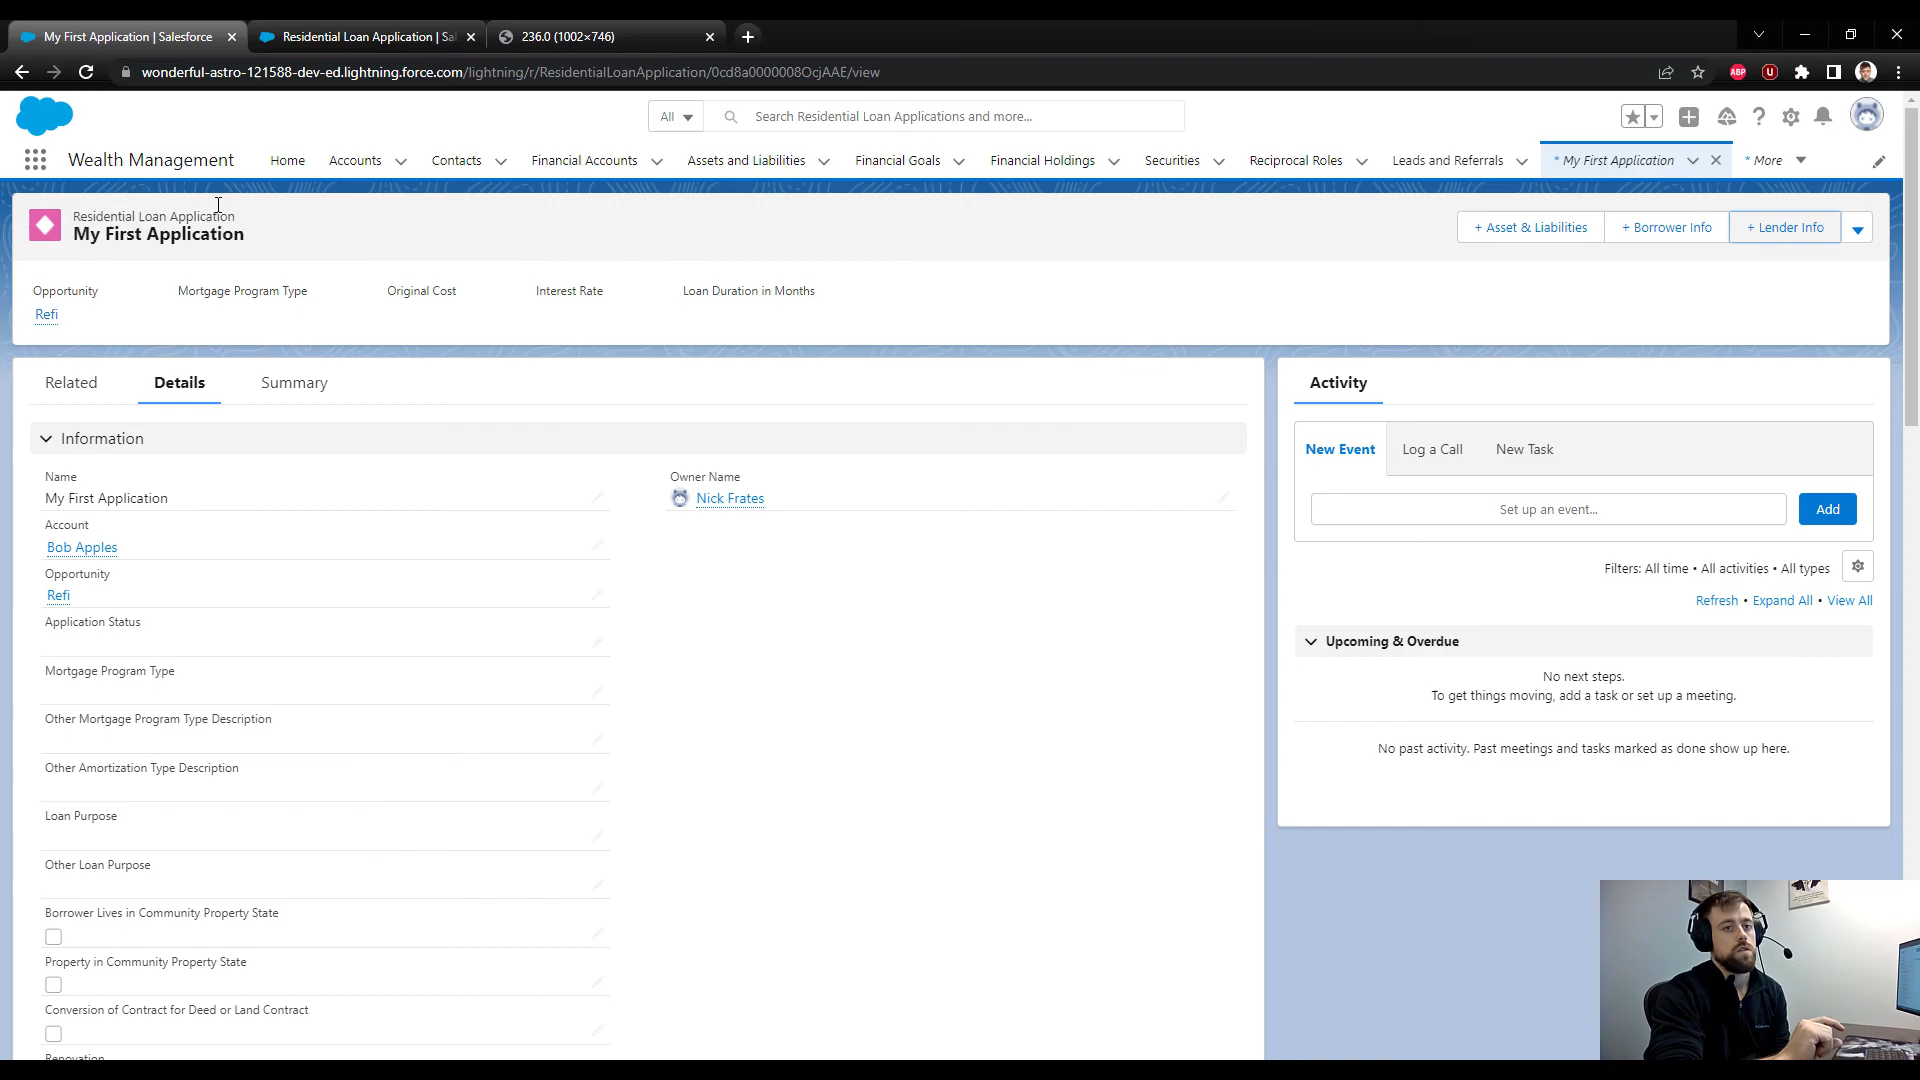 My First Application | Salesforce
Residential Loan Application | Sal
236.0 (1002×746)
wonderful-astro-121588-dev-ed.lightning.force.com/lightning/r/ResidentialLoanApplication/0cd8a0000008OcjAAE/view
ABP
All
Search Residential Loan Applications and more...
Wealth Management
Home
Accounts
Contacts
Financial Accounts
Assets and Liabilities
Financial Goals
Financial Holdings
Securities
Reciprocal Roles
Leads and Referrals
* My First Application
* More
Residential Loan Application
My First Application
+ Asset & Liabilities
+ Borrower Info
+ Lender Info
Opportunity
Mortgage Program Type
Original Cost
Interest Rate
Loan Duration in Months
Refi
Related
Details
Summary
Information
Name
My First Application
Owner Name
Nick Frates
Account
Bob Apples
Opportunity
Refi
Application Status
Mortgage Program Type
Other Mortgage Program Type Description
Other Amortization Type Description
Loan Purpose
Other Loan Purpose
Borrower Lives in Community Property State
Property in Community Property State
Conversion of Contract for Deed or Land Contract
Renovation
Activity
New Event
Log a Call
New Task
Set up an event...
Add
Filters: All time • All activities • All types
Refresh • Expand All • View All
Upcoming & Overdue
No next steps.
To get things moving, add a task or set up a meeting.
No past activity. Past meetings and tasks marked as done show up here.